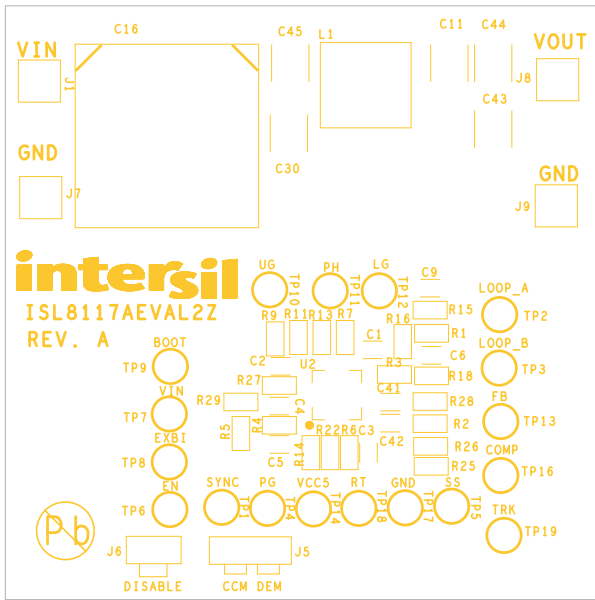 C16
C45
L1
C11
C44
VIN
VOUT
J1
J8
C43
GND
C30
GND
J7
J9
intersil
ISL8117AEVAL2Z
REV. A
UG
PH
LG
C9
LOOP_A
TP10
TP11
TP12
R15
TP2
R9
R11
R13
R7
C1
R16
R1
BOOT
LOOP_B
TP9
C2
U2
R3
C6
TP3
R27
R18
VIN
C41
FB
R29
C4
R28
TP7
R4
R2
TP13
EXBI
R5
R22
R6
C3
C42
R26
COMP
TP8
R14
C5
R25
TP16
EN
SYNC
PG
VCC5
RT
GND
SS
TP6
TP1
TP4
TP14
TP18
TP17
TP5
TRK
TP19
Pb
J6
J5
DISABLE
CCM
DEM